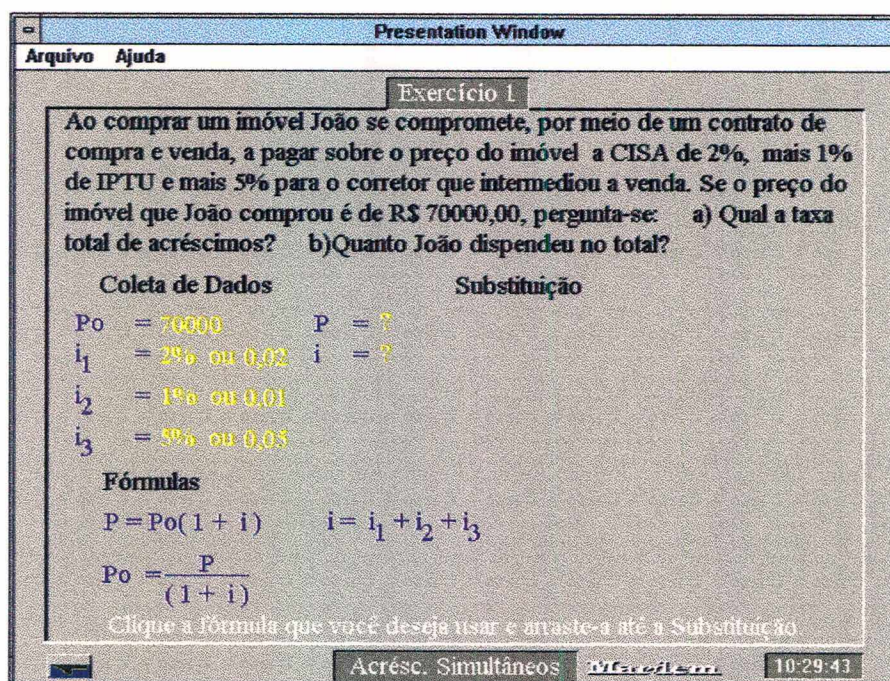 Presentation Window
Arquivo Ajuda
Exercício 1
Ao comprar um imóvel João se compromete, por meio de um contrato de
compra e venda, a pagar sobre o preço do imóvel a CISA de 2%, mais 1%
de IPTU e mais 5% para o corretor que intermediou a venda. Se o preço do
imóvel que João comprou é de R$ 70000,00, pergunta-se: a) Qual a taxa
total de acréscimos? b)Quanto João dispendeu no total?
Coleta de Dados Substituição
Po = 70000 P = ?
i1 = 2% ou 0,02 i = ?
i2 = 1% ou 0,01
i3 = 5% ou 0,05
Fórmulas
P = Po( 1 + i) i = i1 + i2 + i3
Po = P / (1 + i)
Clique a fórmula que você deseja usar e arraste-a até a Substituição
Acrésc. Simultâneos 10:29:43